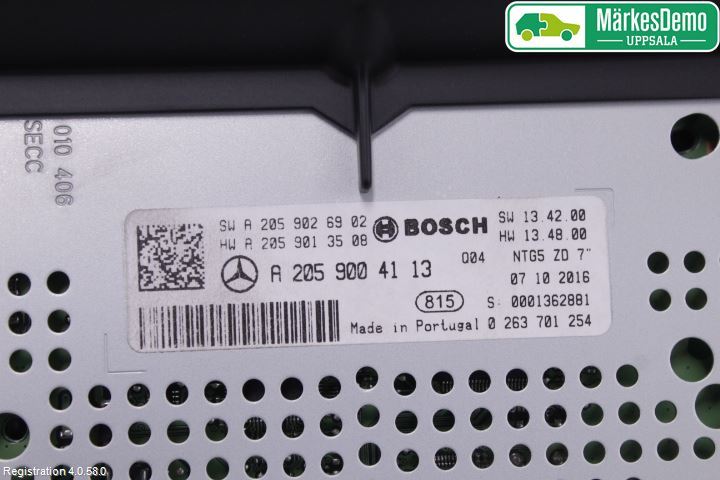 MärkesDemo
UPPSALA
010 406
SECC
SW A 205 902 69 02
HW A 205 901 35 08
BOSCH
SW 13.42.00
HW 13.48.00
A 205 900 41 13
Q04
NTG5 ZD 7"
07 10 2016
815
S: 0001362881
Made in Portugal 0 263 701 254
Registration 4.0.58.0